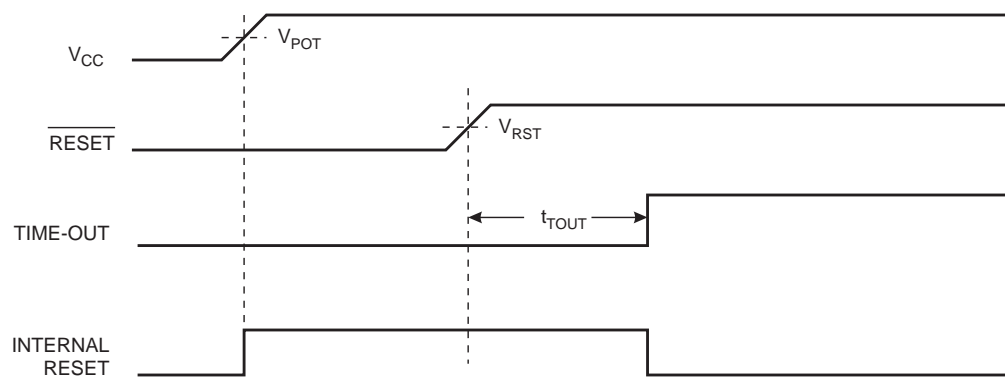 VCC
VPOT
RESET
VRST
TIME-OUT
tTOUT
INTERNAL
RESET